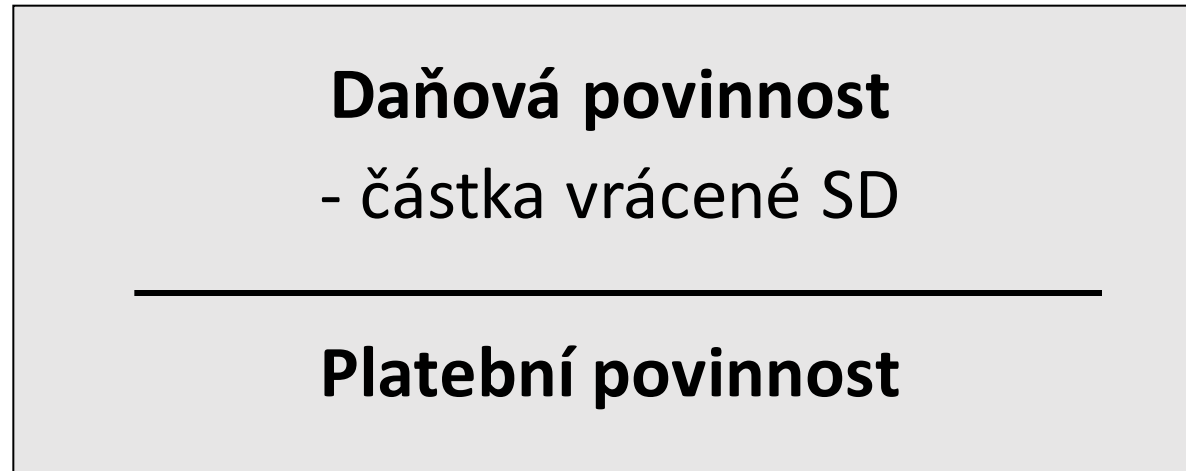 Daňová povinnost
- částka vrácené SD
Platební povinnost